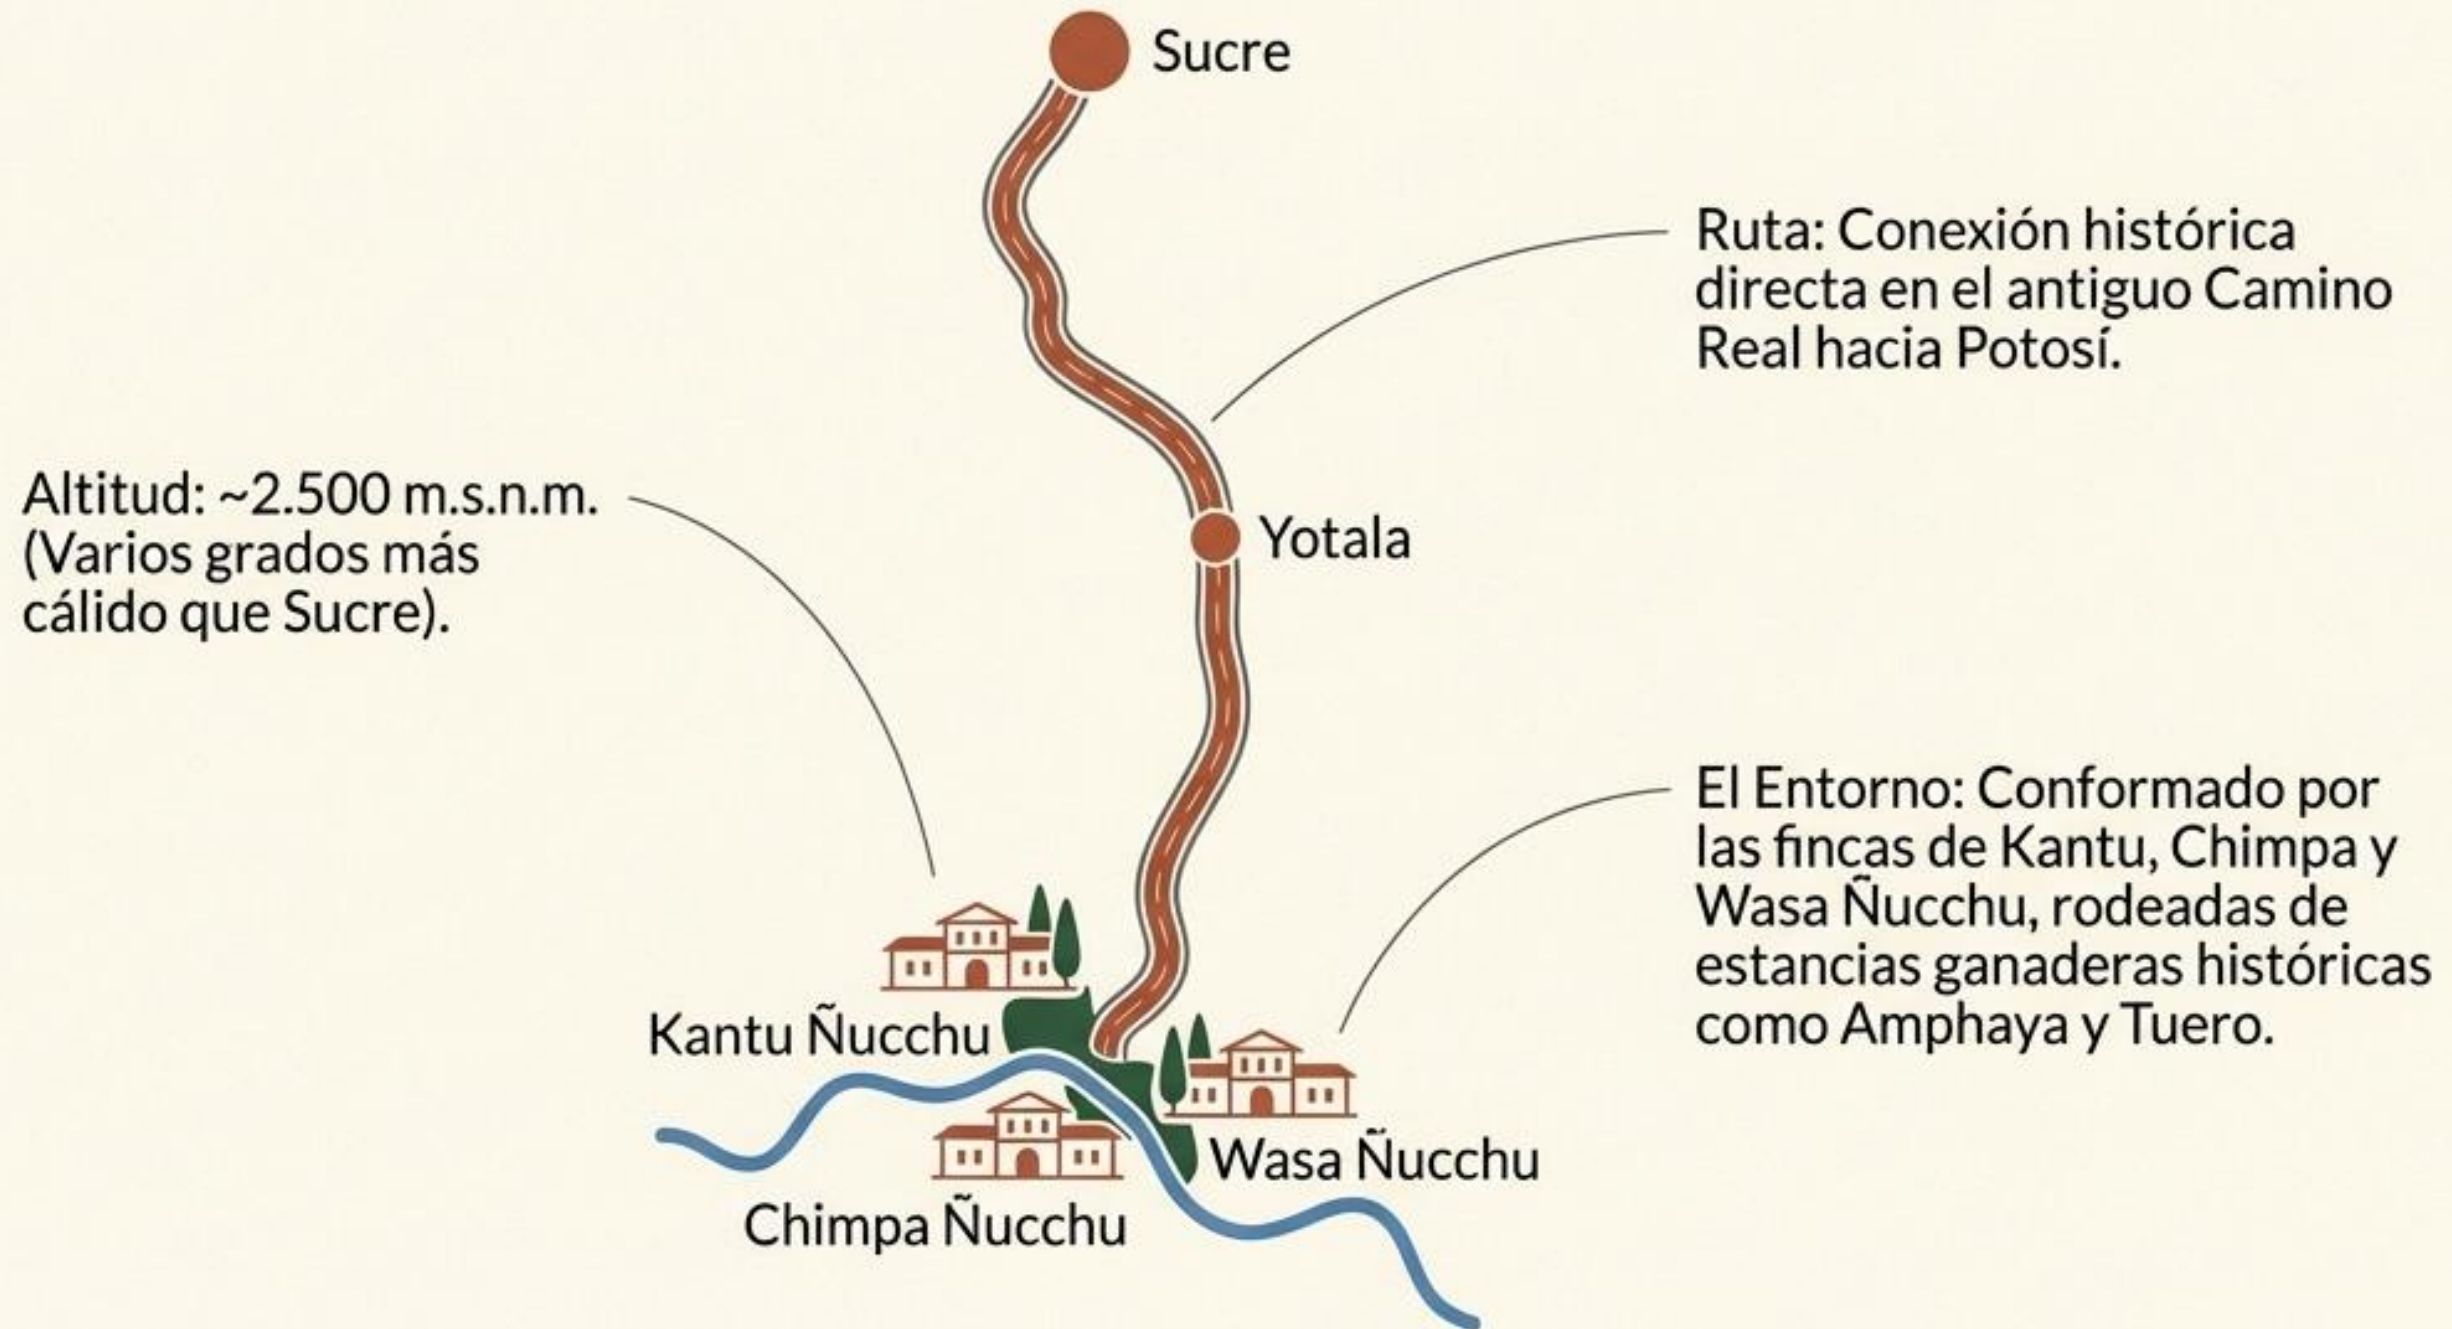 Sucre
Ruta: Conexión histórica
directa en el antiguo Camino
Real hacia Potosí.
Altitud: ~2.500 m.s.n.m.
(Varios grados más
cálido que Sucre).
Yotala
El Entorno: Conformado por
las fincas de Kantu, Chimpa y
Wasa Ñucchu, rodeadas de
estancias ganaderas históricas
como Amphaya y Tuero.
Kantu Ñucchu
Wasa Ñucchu
Chimpa Ñucchu